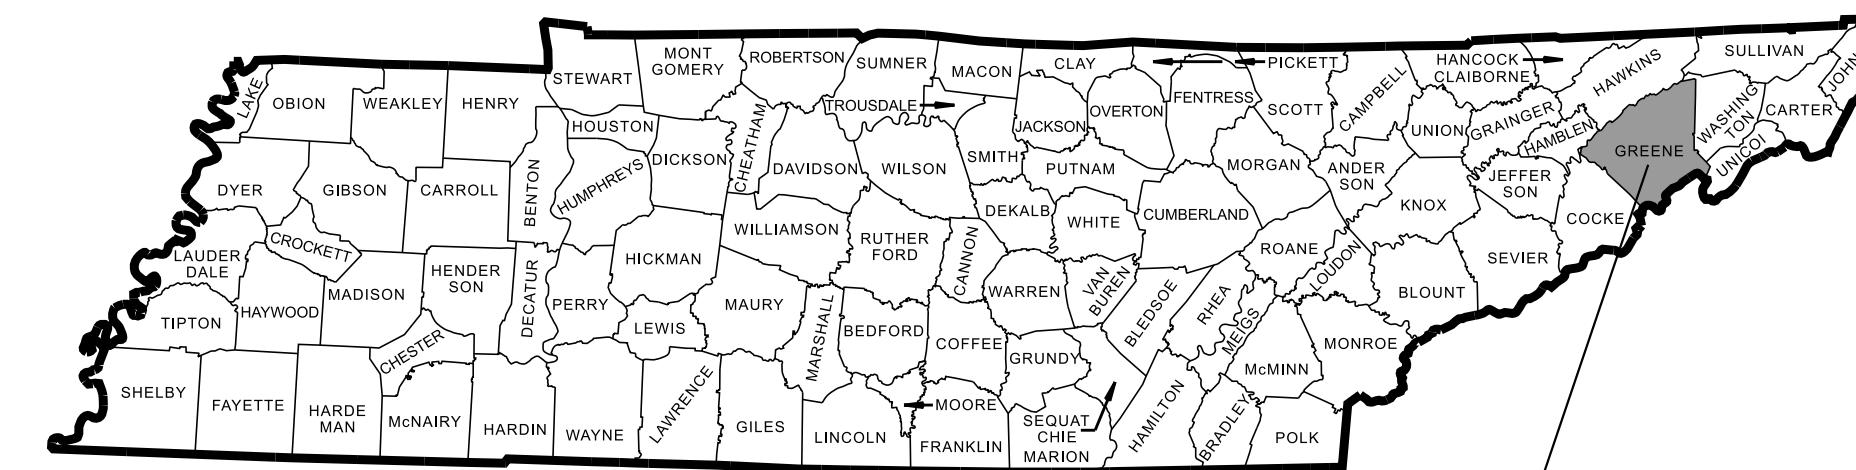 LAKE
OBION
WEAKLEY
HENRY
STEWART
MONT
GOMERY
ROBERTSON
SUMNER
MACON
CLAY
PICKETT
HANCOCK
CLAIBORNE
HAWKINS
SULLIVAN
JOHN
TROUSDALE
OVERTON
FENTRESS
SCOTT
CAMPBELL
UNION
GRAINGER
HAMBLEN
WASHING
TON
CARTER
UNICOI
GREENE
HOUSTON
DICKSON
CHEATHAM
DAVIDSON
WILSON
SMITH
JACKSON
PUTNAM
MORGAN
ANDER
SON
JEFFER
SON
DYER
GIBSON
CARROLL
BENTON
HUMPHREYS
WILLIAMSON
RUTHER
FORD
CANNON
DEKALB
WHITE
CUMBERLAND
ROANE
LOUDON
KNOX
COCKE
SEVIER
LAUDER
DALE
CROCKETT
HENDER
SON
DECATUR
PERRY
HICKMAN
TIPTON
HAYWOOD
MADISON
LEWIS
MAURY
MARSHALL
BEDFORD
COFFEE
WARREN
VAN
BUREN
BLEDSOE
RHEA
MEIGS
BLOUNT
MONROE
GRUNDY
McMINN
SHELBY
FAYETTE
HARDE
MAN
CHESTER
McNAIRY
HARDIN
WAYNE
LAWRENCE
GILES
LINCOLN
MOORE
FRANKLIN
SEQUAT
CHIE
MARION
HAMILTON
BRADLEY
POLK